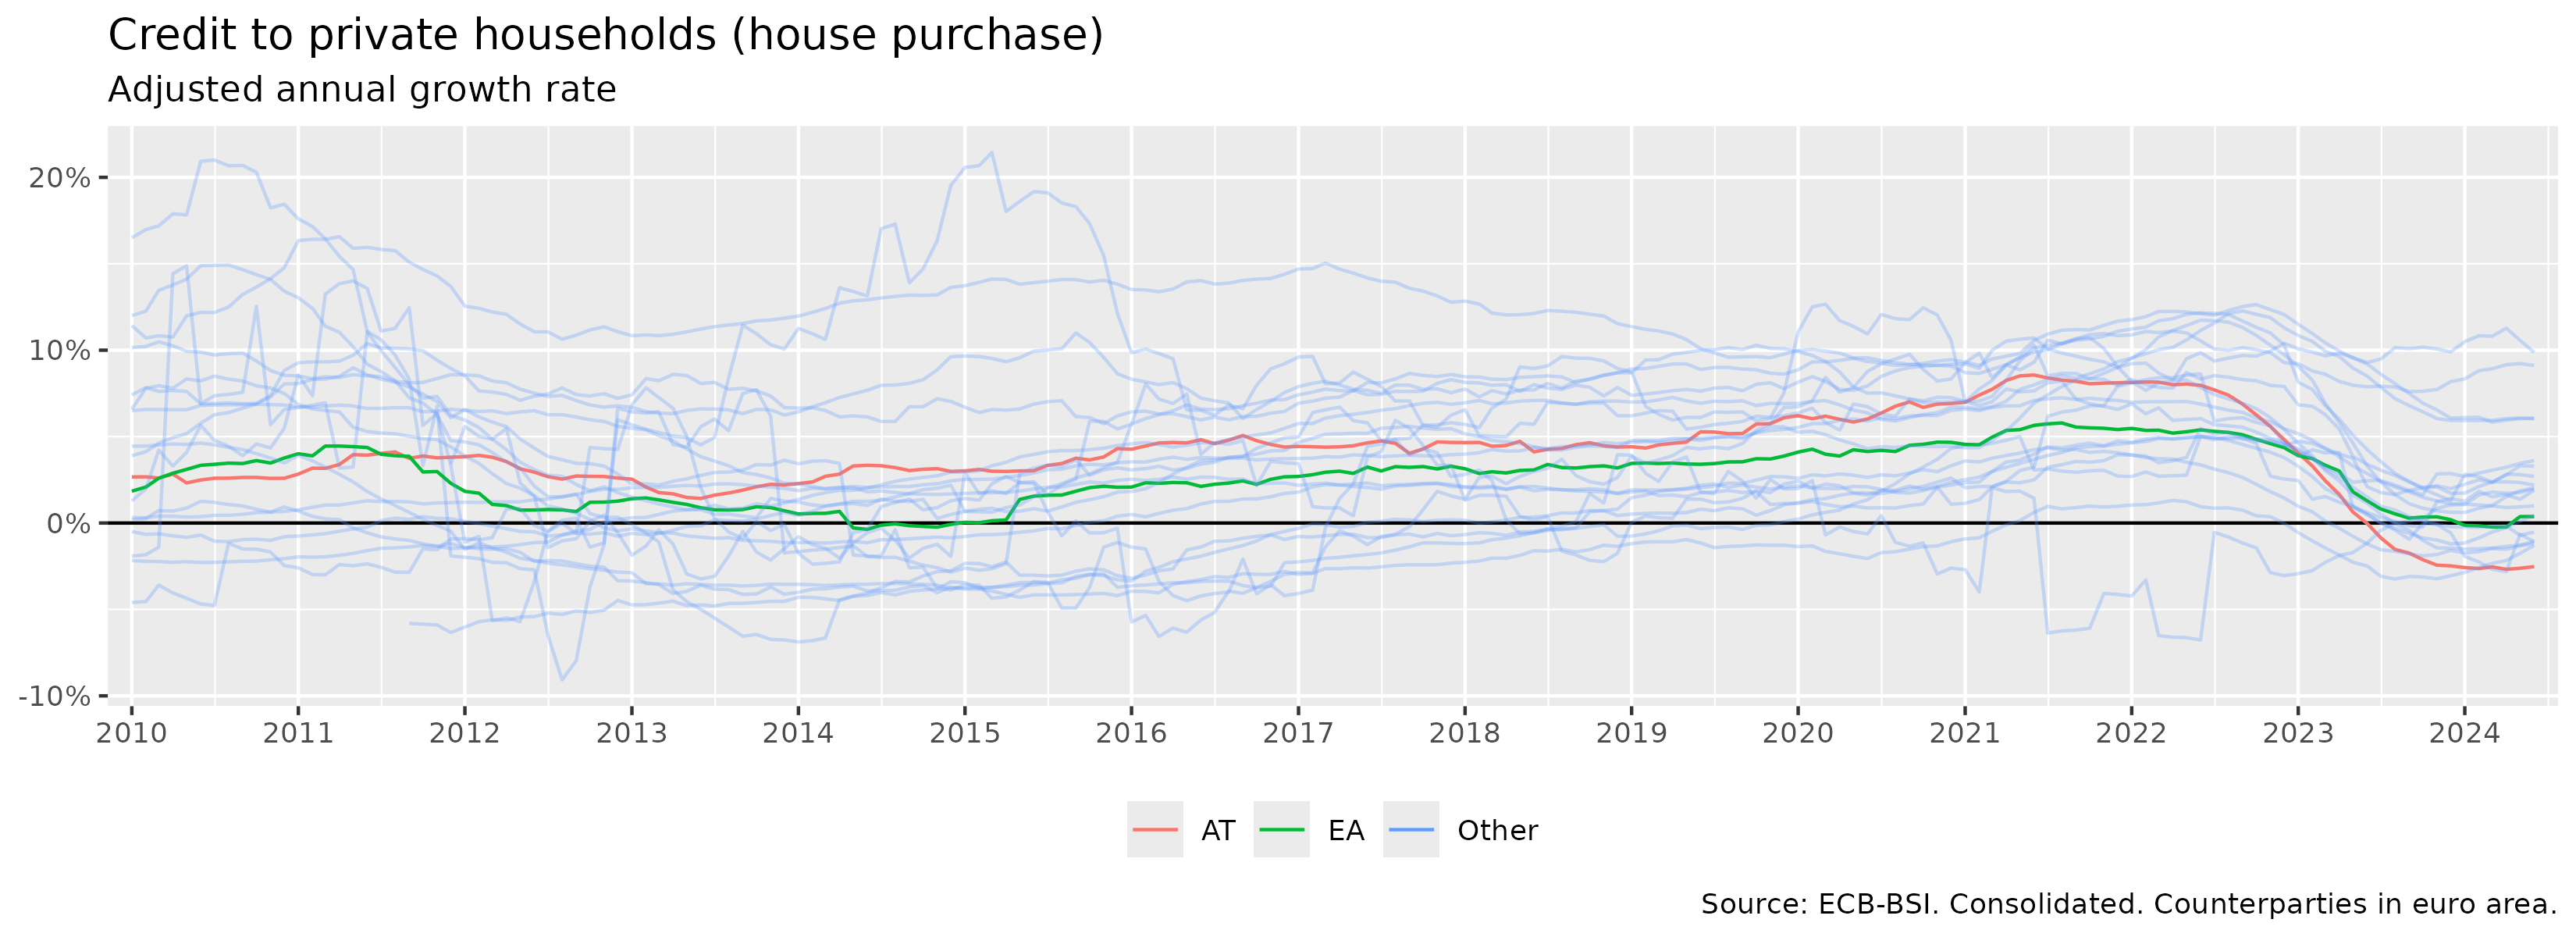 Credit to private households (house purchase)
Adjusted annual growth rate
20%
10%
0%
-10%
2010 2011 2012 2013 2014 2015 2016 2017 2018 2019 2020 2021 2022 2023 2024
AT EA Other
Source: ECB-BSI. Consolidated. Counterparties in euro area.